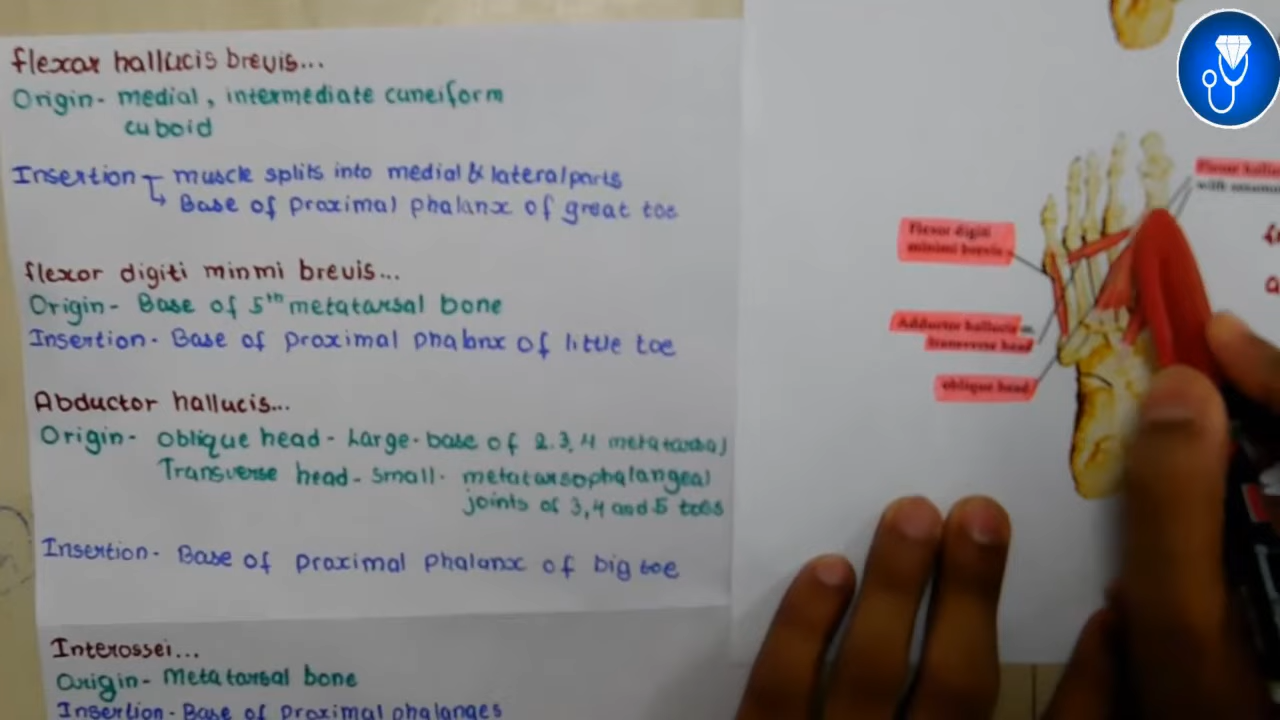 flexor hallucis brevis...
Origin- medial, intermediate cuneiform
cuboid
Insertion - muscle splits into medial & lateral parts
Base of proximal phalanx of great toe
flexor digiti minmi brevis...
Origin- Base of 5th metatarsal bone
Insertion- Base of proximal phalanx of little toe
Abductor hallucis...
Origin- Oblique head - Large- base of 2.3,4 metatarsal
Transverse head- Small- metatarsophalangeal
joints of 3,4 and 5 toes
Insertion- Base of proximal phalanx of big toe
Interossei...
Origin- Metatarsal bone
Insertion- Base of proximal phalanges
Flexor digiti
minimi brevis
Adductor hallucis
transverse head
oblique head
Flexor
with